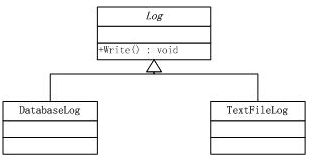 Log
+Write() : void
DatabaseLog
TextFileLog